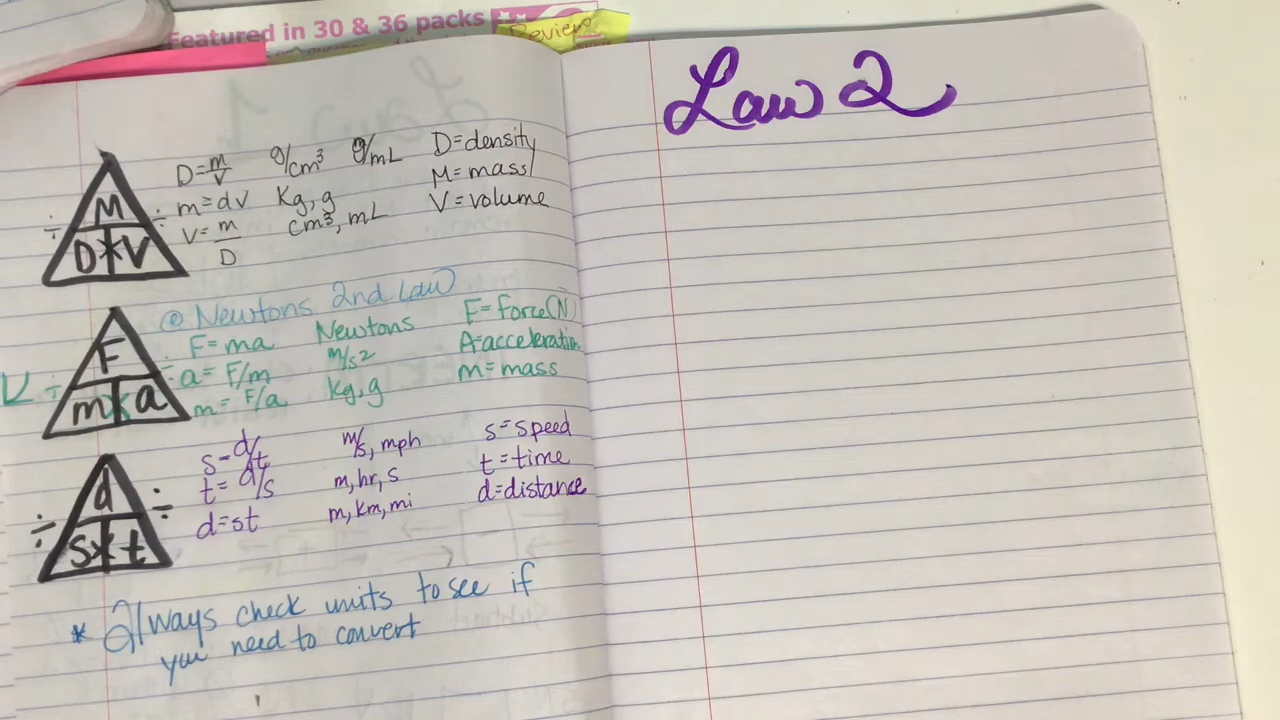 Featured in 30 & 36 packs
Review
Law 2
M
D*V
÷ ÷
D=m/V g/cm³ g/mL D=density
m=dv Kg, g M=mass
V=m/D cm³, mL V=volume
@ Newtons 2nd Law
F
m*a
÷
F=ma Newtons F=force(N)
a= F/m m/s2 A=acceleration
m= F/a kg,g m=mass
d
s*t
÷ ÷
s=d/t m/s, mph s=speed
t=d/s m, hr, s t=time
d=st m, km, mi d=distance
* Always check units to see if
you need to convert